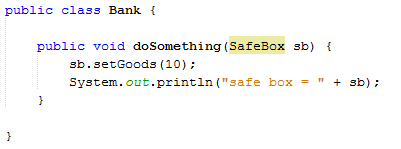 public class Bank {
public void doSomething(SafeBox sb) {
sb.setGoods(10);
System.out.println("safe box = " + sb);
}
}